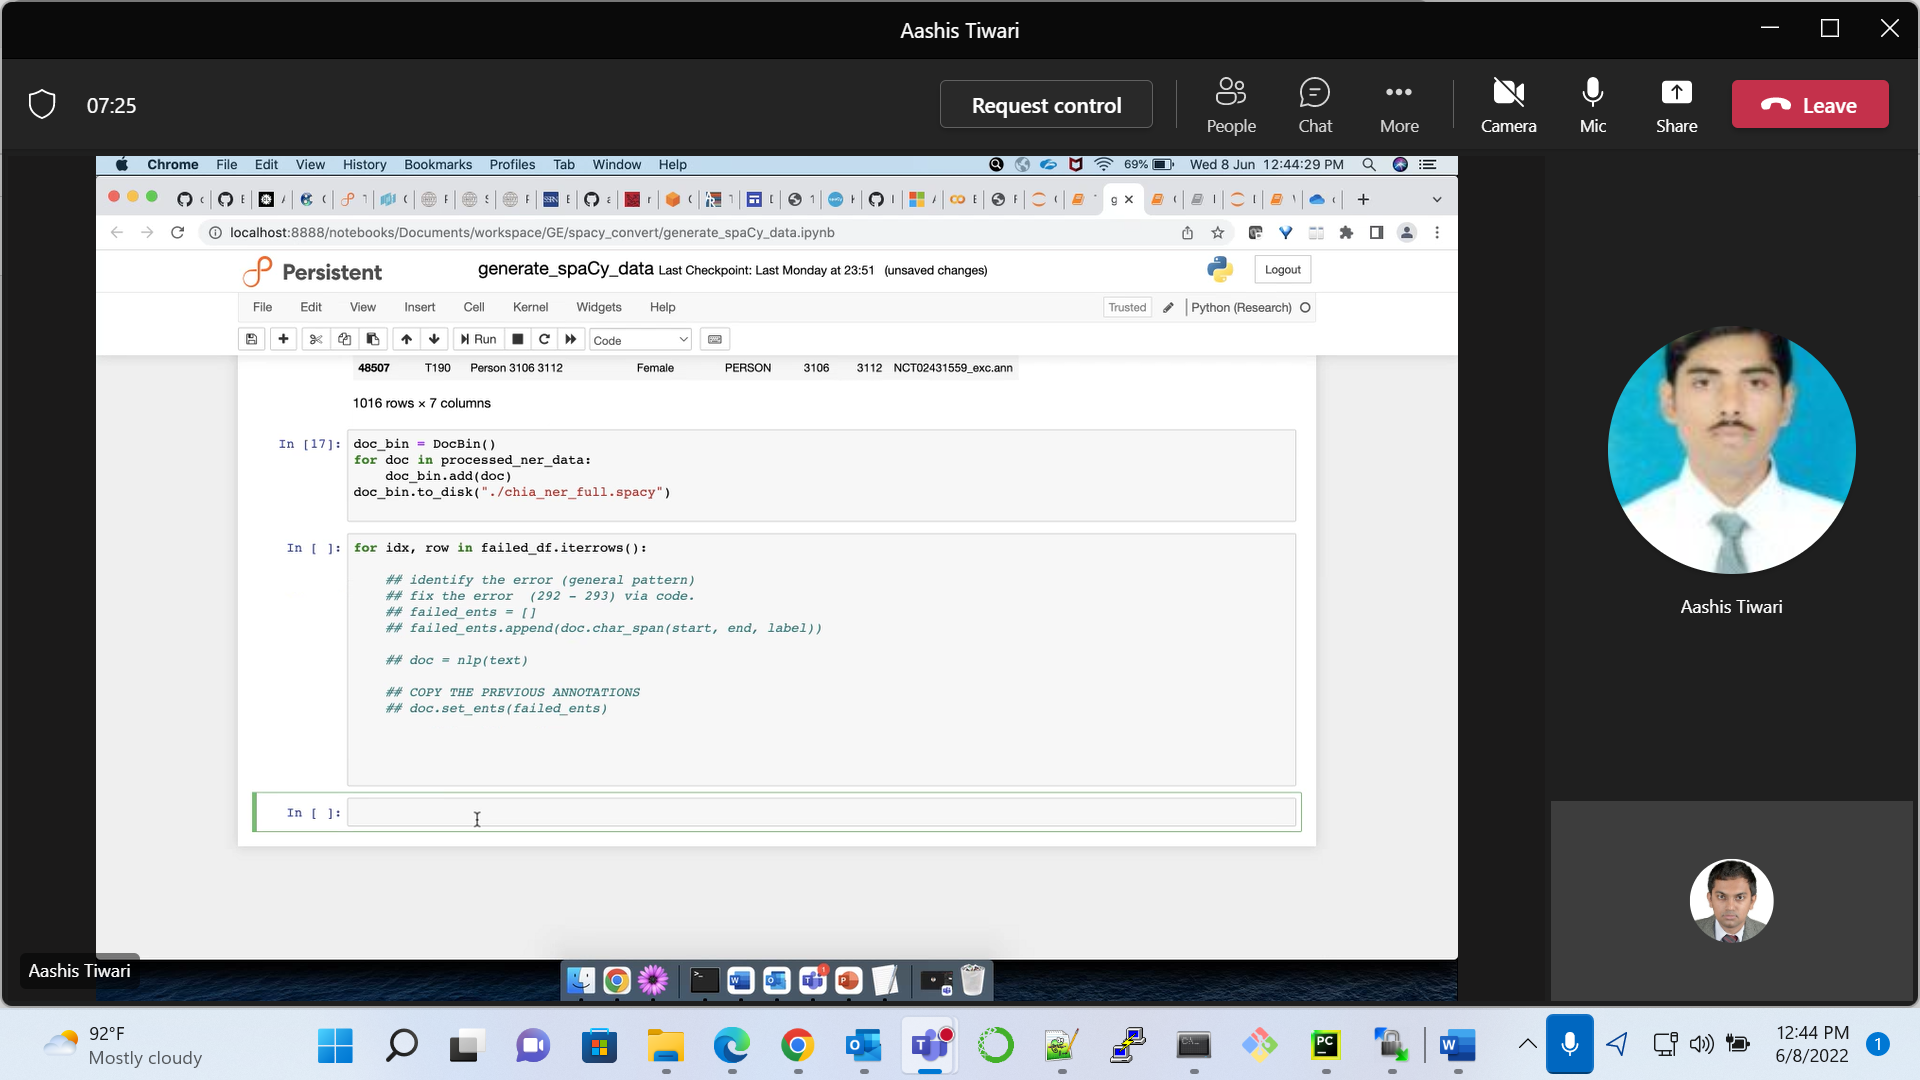 Aashis Tiwari
07:25
Request control
People
Chat
More
Camera
Mic
Share
Leave
Chrome File Edit View History Bookmarks Profiles Tab Window Help
69% Wed 8 Jun 12:44:29 PM
localhost:8888/notebooks/Documents/workspace/GE/spacy_convert/generate_spaCy_data.ipynb
Persistent
generate_spaCy_data Last Checkpoint: Last Monday at 23:51 (unsaved changes)
Logout
File Edit View Insert Cell Kernel Widgets Help
Trusted
Python (Research)
Run
Code
48507 T190 Person 3106 3112 Female PERSON 3106 3112 NCT02431559_exc.ann
1016 rows × 7 columns
In [17]: doc_bin = DocBin()
for doc in processed_ner_data:
doc_bin.add(doc)
doc_bin.to_disk("./chia_ner_full.spacy")
In [ ]: for idx, row in failed_df.iterrows():
## identify the error (general pattern)
## fix the error (292 - 293) via code.
## failed_ents = []
## failed_ents.append(doc.char_span(start, end, label))
## doc = nlp(text)
## COPY THE PREVIOUS ANNOTATIONS
## doc.set_ents(failed_ents)
In [ ]:
Aashis Tiwari
Aashis Tiwari
92°F
Mostly cloudy
12:44 PM
6/8/2022
1